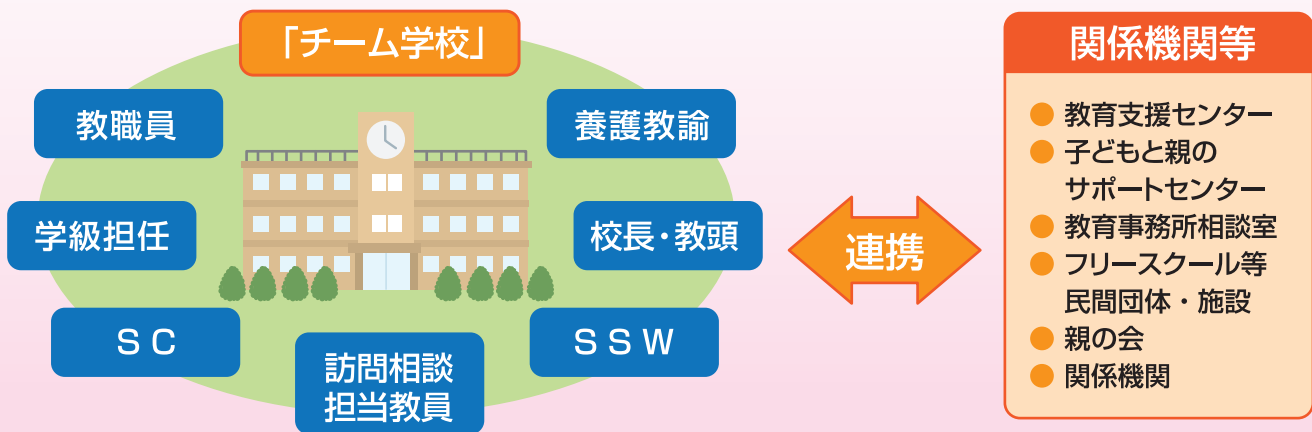 「チーム学校」
教職員
養護教諭
学級担任
校長・教頭
SC
SSW
訪問相談
担当教員
連携
関係機関等
● 教育支援センター
● 子どもと親の
サポートセンター
● 教育事務所相談室
● フリースクール等
民間団体・施設
● 親の会
● 関係機関